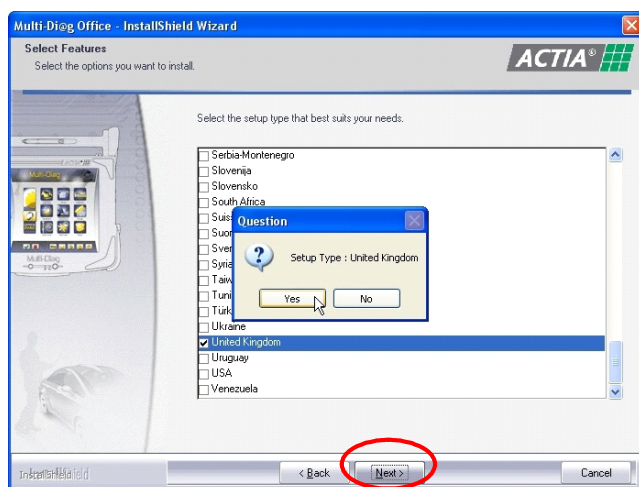 Multi-Di@g Office - InstallShield Wizard
Select Features
Select the options you want to install.
ACTIA®
Select the setup type that best suits your needs.
Serbia-Montenegro
Slovenija
Slovensko
South Africa
Question
Setup Type : United Kingdom
Yes
No
Ukraine
United Kingdom
Uruguay
USA
Venezuela
Multi-Diag
InstallShield
< Back
Next >
Cancel